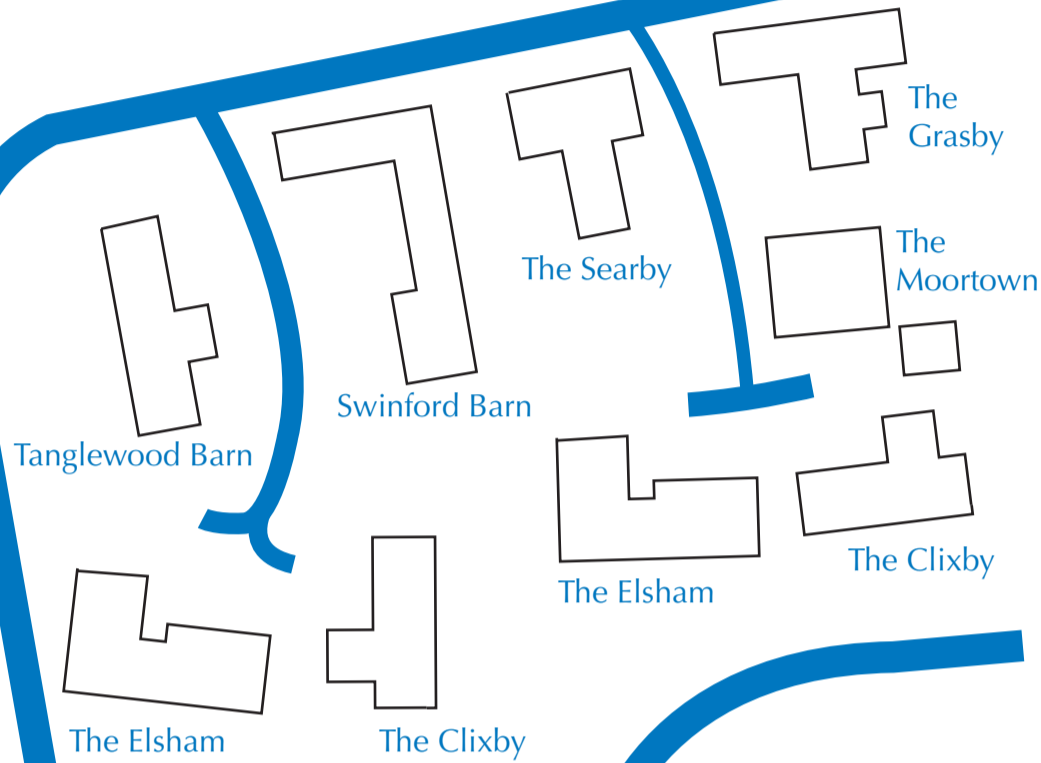 The
Grasby
The
Moortown
The Searby
Swinford Barn
Tanglewood Barn
The Clixby
The Elsham
The Elsham
The Clixby